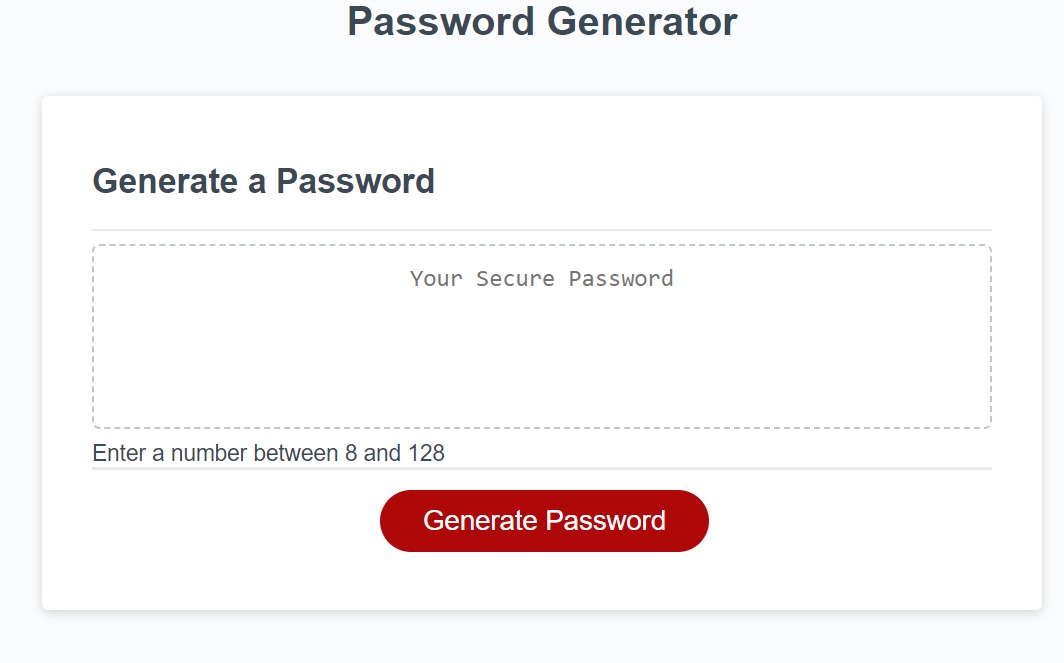 Password Generator
Generate a Password
Your Secure Password
Enter a number between 8 and 128
Generate Password